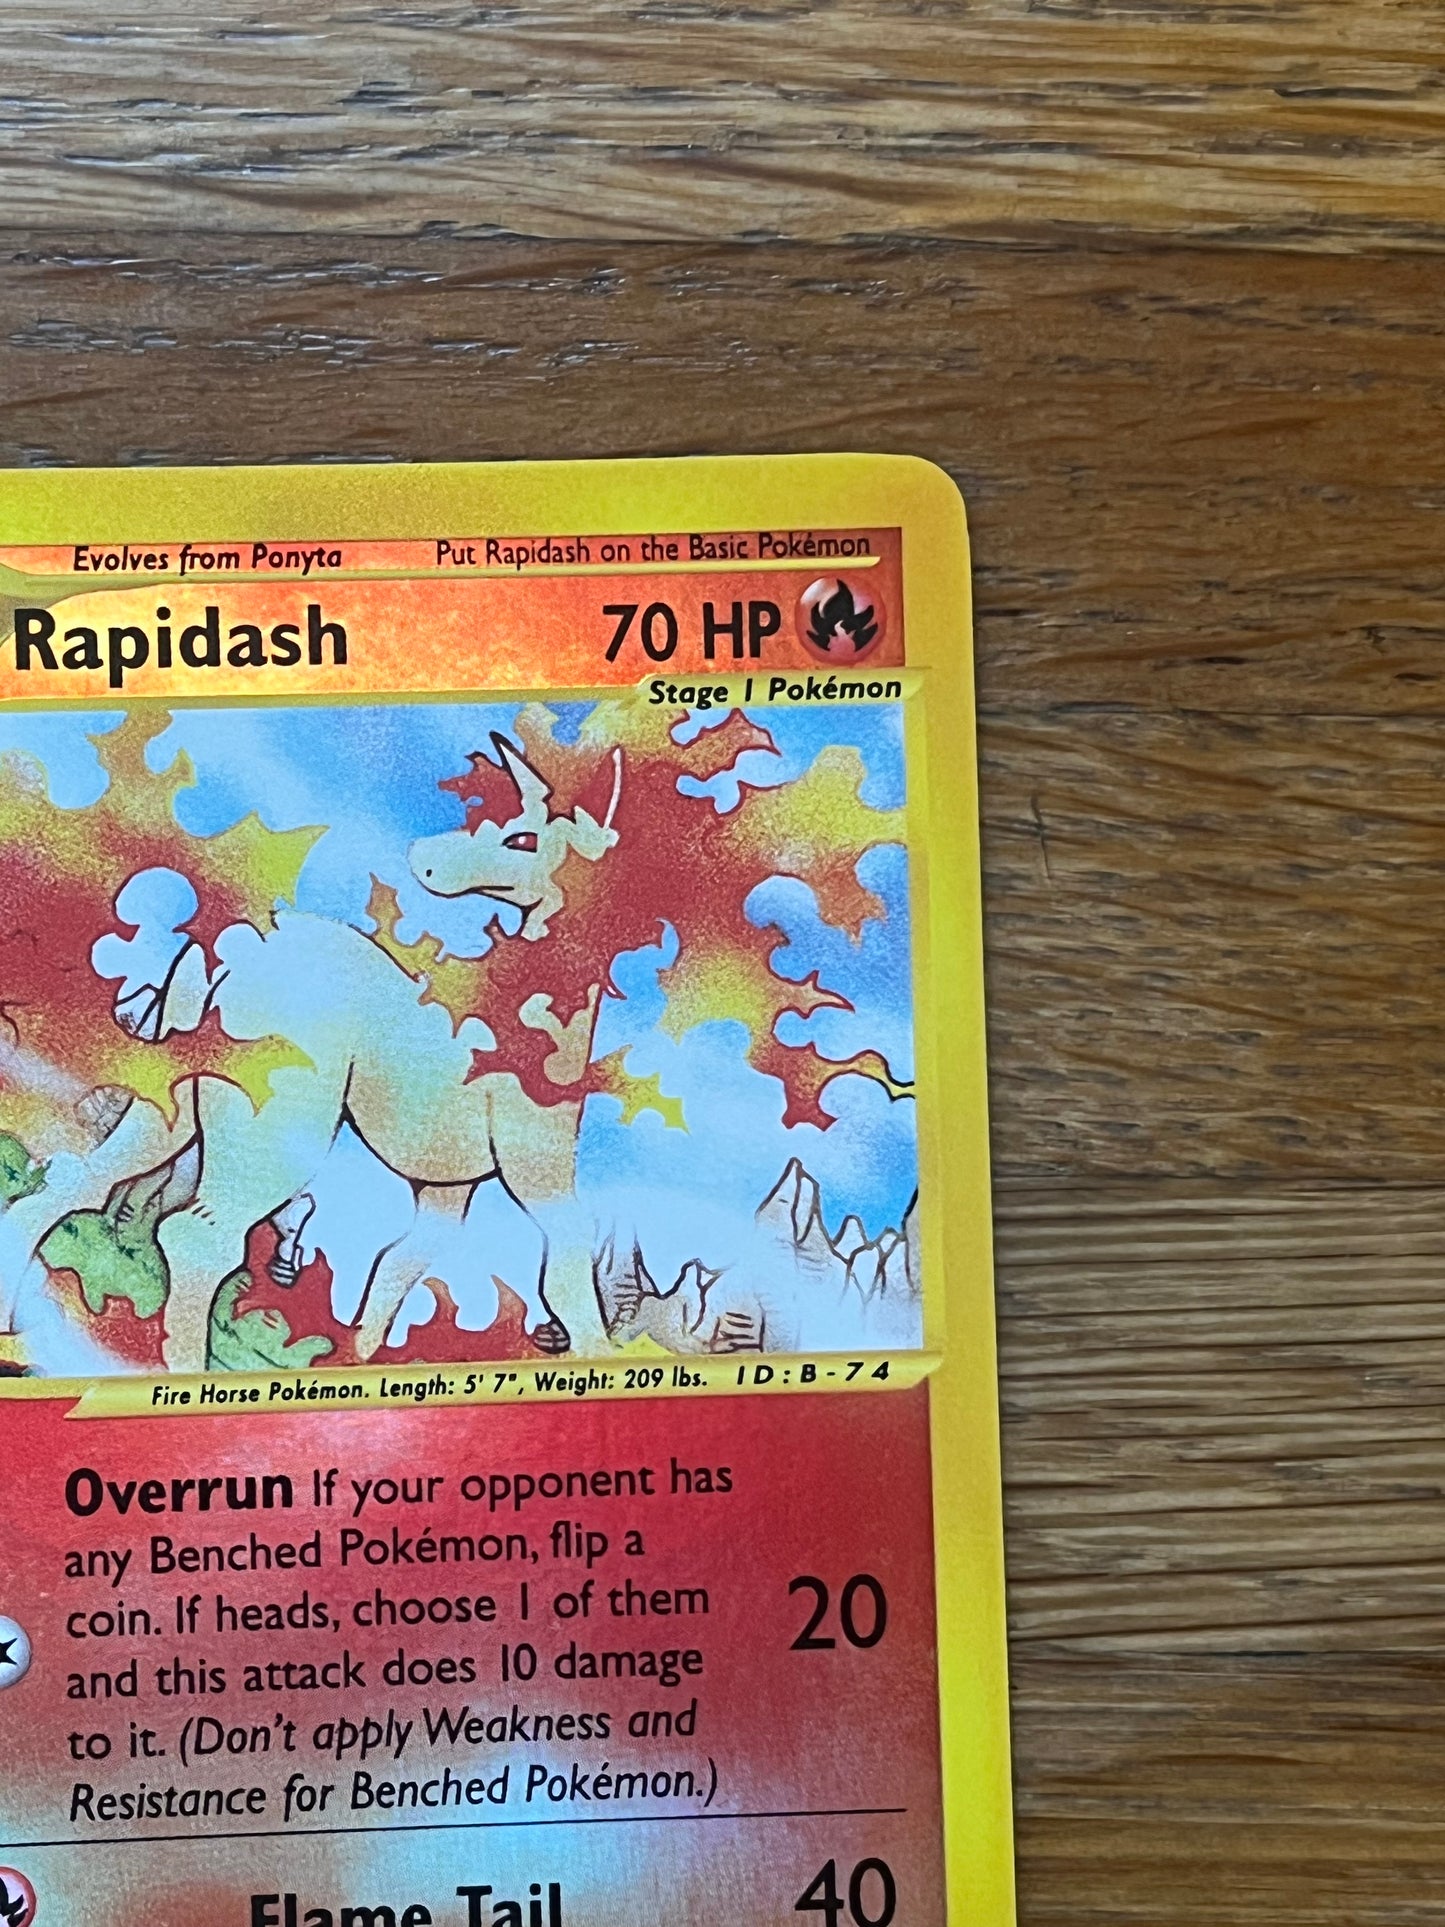 Evolves from Ponyta Put Rapidash on the Basic Pokémon
Rapidash 70 HP
Stage 1 Pokémon
Fire Horse Pokémon. Length: 5' 7", Weight: 209 lbs. ID:B-74
Overrun If your opponent has
any Benched Pokémon, flip a
coin. If heads, choose 1 of them
and this attack does 10 damage
to it. (Don't apply Weakness and
Resistance for Benched Pokémon.)
20
Flame Tail 40